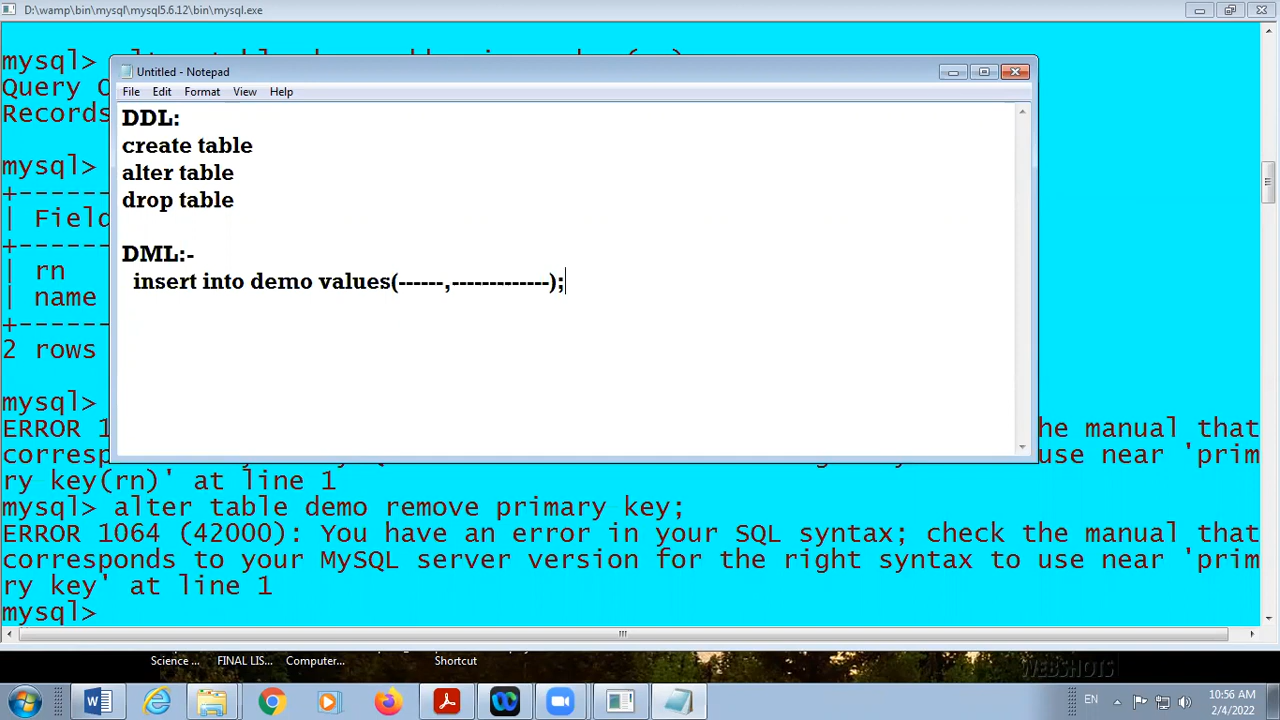 D:\wamp\bin\mysql\mysql5.6.12\bin\mysql.exe
mysql>
Query O
Records
mysql>
+------
| Field
+------
| rn
| name
+------
2 rows
mysql>
ERROR 1
the manual that
corresp
use near 'prim
ry key(rn)' at line 1
mysql> alter table demo remove primary key;
ERROR 1064 (42000): You have an error in your SQL syntax; check the manual that
corresponds to your MySQL server version for the right syntax to use near 'prim
ry key' at line 1
mysql>
Untitled - Notepad
File Edit Format View Help
DDL:
create table
alter table
drop table
DML:-
insert into demo values(------,-------------);
Science ... FINAL LIS... Computer... Shortcut
WEBSHOTS
EN
10:56 AM
2/4/2022